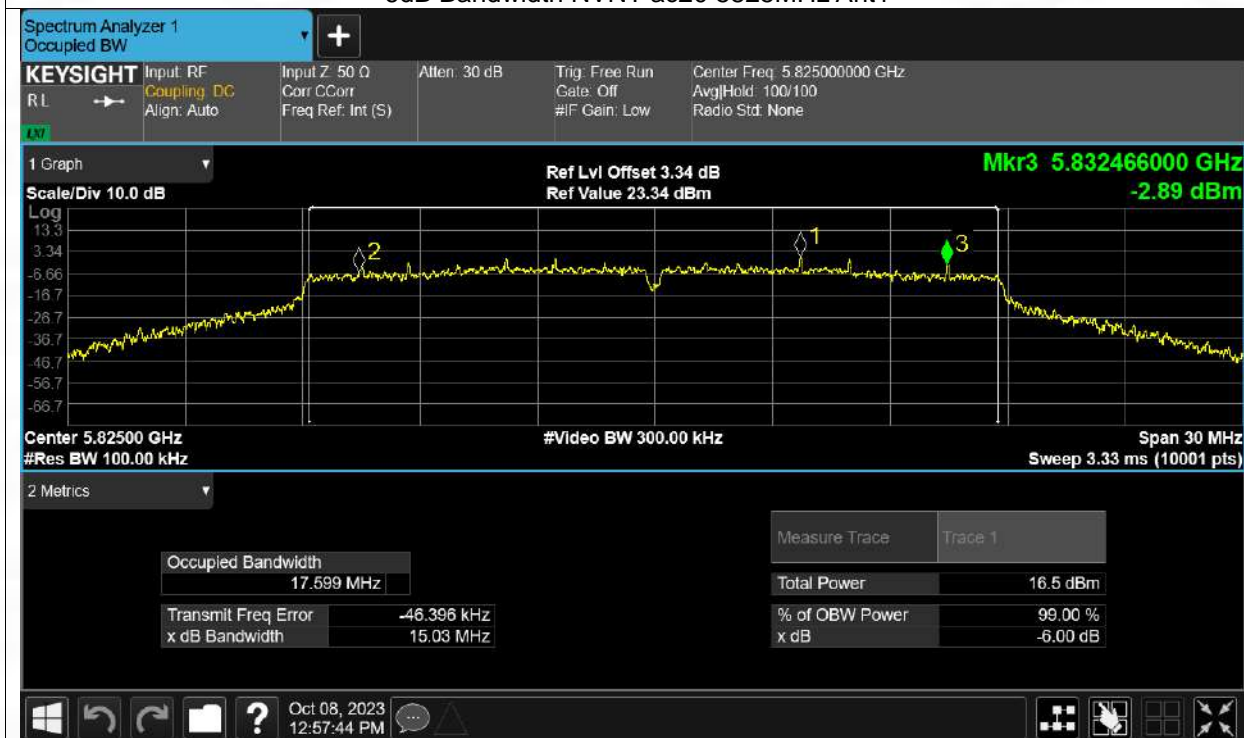 -6dB Bandwidth NVNT ac20 5825MHz Ant1
Spectrum Analyzer 1
Occupied BW
+
KEYSIGHT
RL
LXI
Input: RF
Coupling: DC
Align: Auto
Input Z: 50 Ω
Corr CCorr
Freq Ref: Int (S)
Atten: 30 dB
Trig: Free Run
Gate: Off
#IF Gain: Low
Center Freq: 5.825000000 GHz
Avg|Hold: 100/100
Radio Std: None
1 Graph
Scale/Div 10.0 dB
Ref Lvl Offset 3.34 dB
Ref Value 23.34 dBm
Mkr3 5.832466000 GHz
-2.89 dBm
Log
13.3
3.34
-6.66
-16.7
-26.7
-36.7
-46.7
-56.7
-66.7
2
1
3
Center 5.82500 GHz
#Res BW 100.00 kHz
#Video BW 300.00 kHz
Span 30 MHz
Sweep 3.33 ms (10001 pts)
2 Metrics
Measure Trace Trace 1
Occupied Bandwidth
17.599 MHz
Total Power 16.5 dBm
Transmit Freq Error -46.396 kHz
% of OBW Power 99.00 %
x dB Bandwidth 15.03 MHz
x dB -6.00 dB
?
Oct 08, 2023
12:57:44 PM